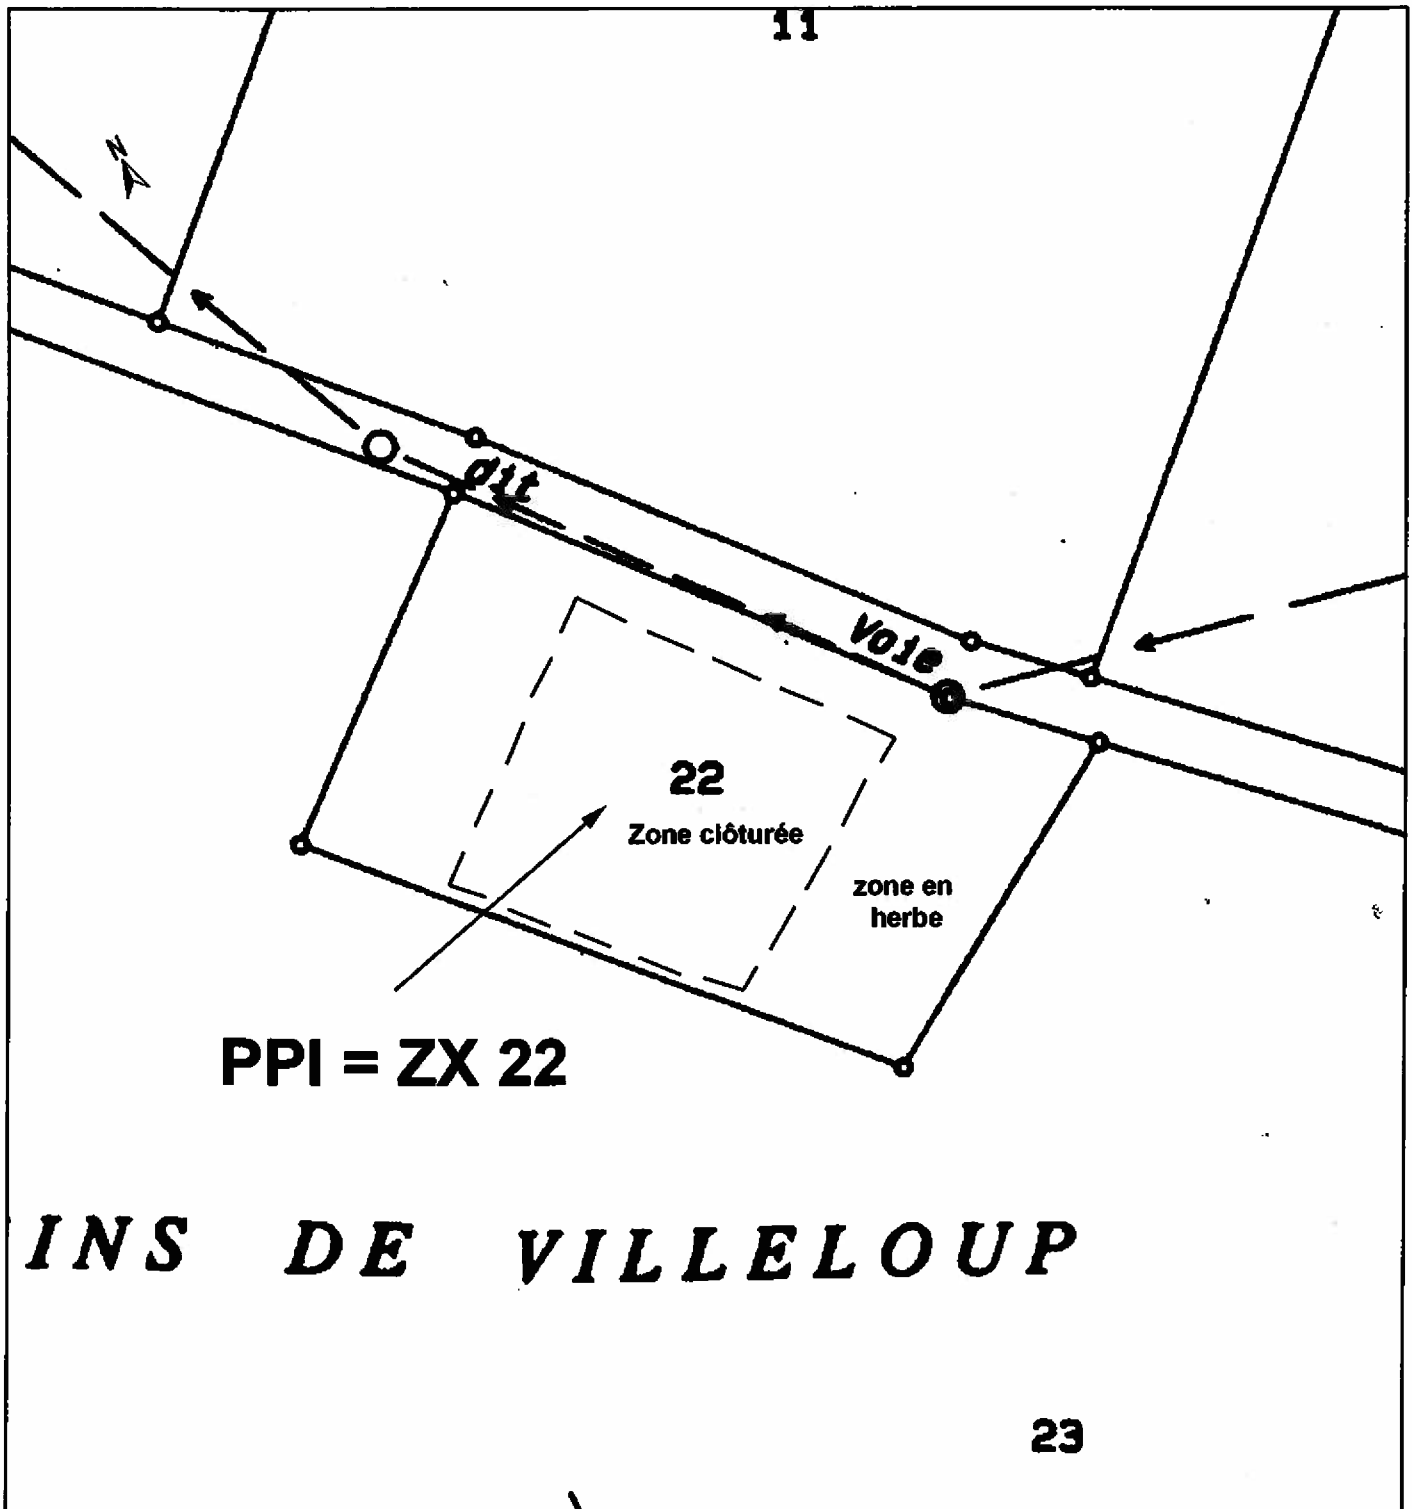 11
N
dit
Voie
22
Zone clôturée
zone en
herbe
PPI = ZX 22
INS DE VILLELOUP
23